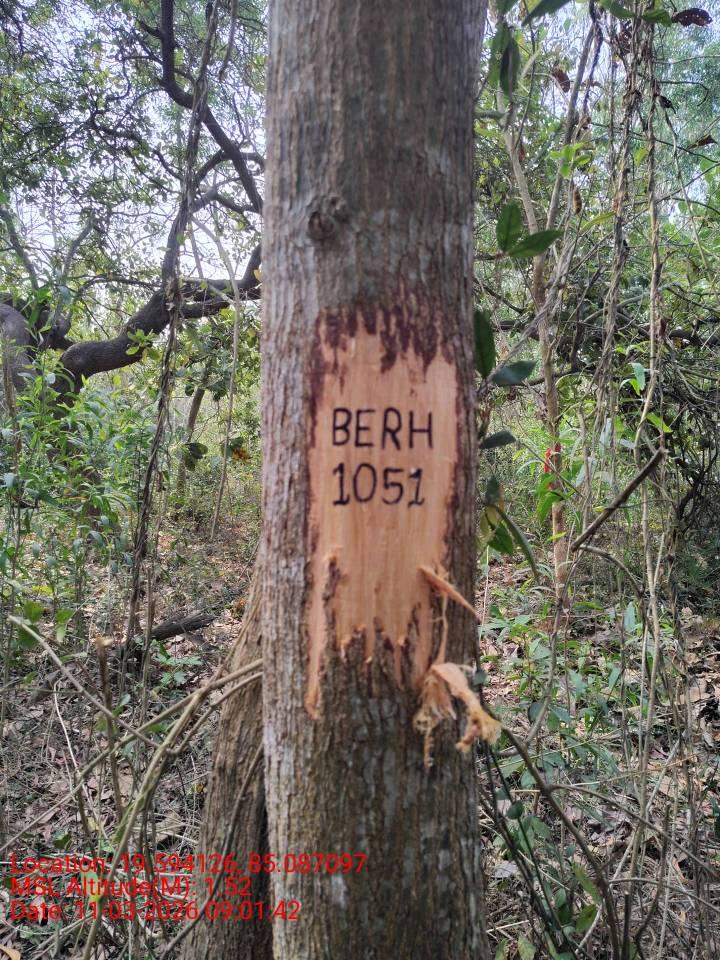 BERH
1051
Location: 19.594126, 85.087097
MSL Altitude(M): 1.52
Date: 11-03-2026 09:01:42